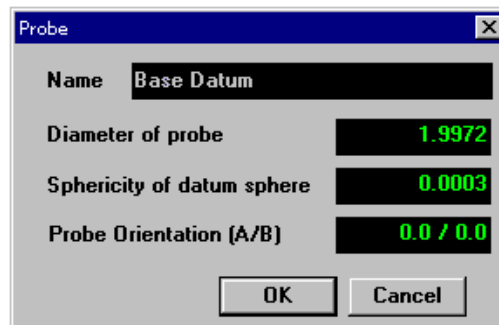 Probe
Name Base Datum
Diameter of probe 1.9972
Sphericity of datum sphere 0.0003
Probe Orientation (A/B) 0.0 / 0.0
OK Cancel